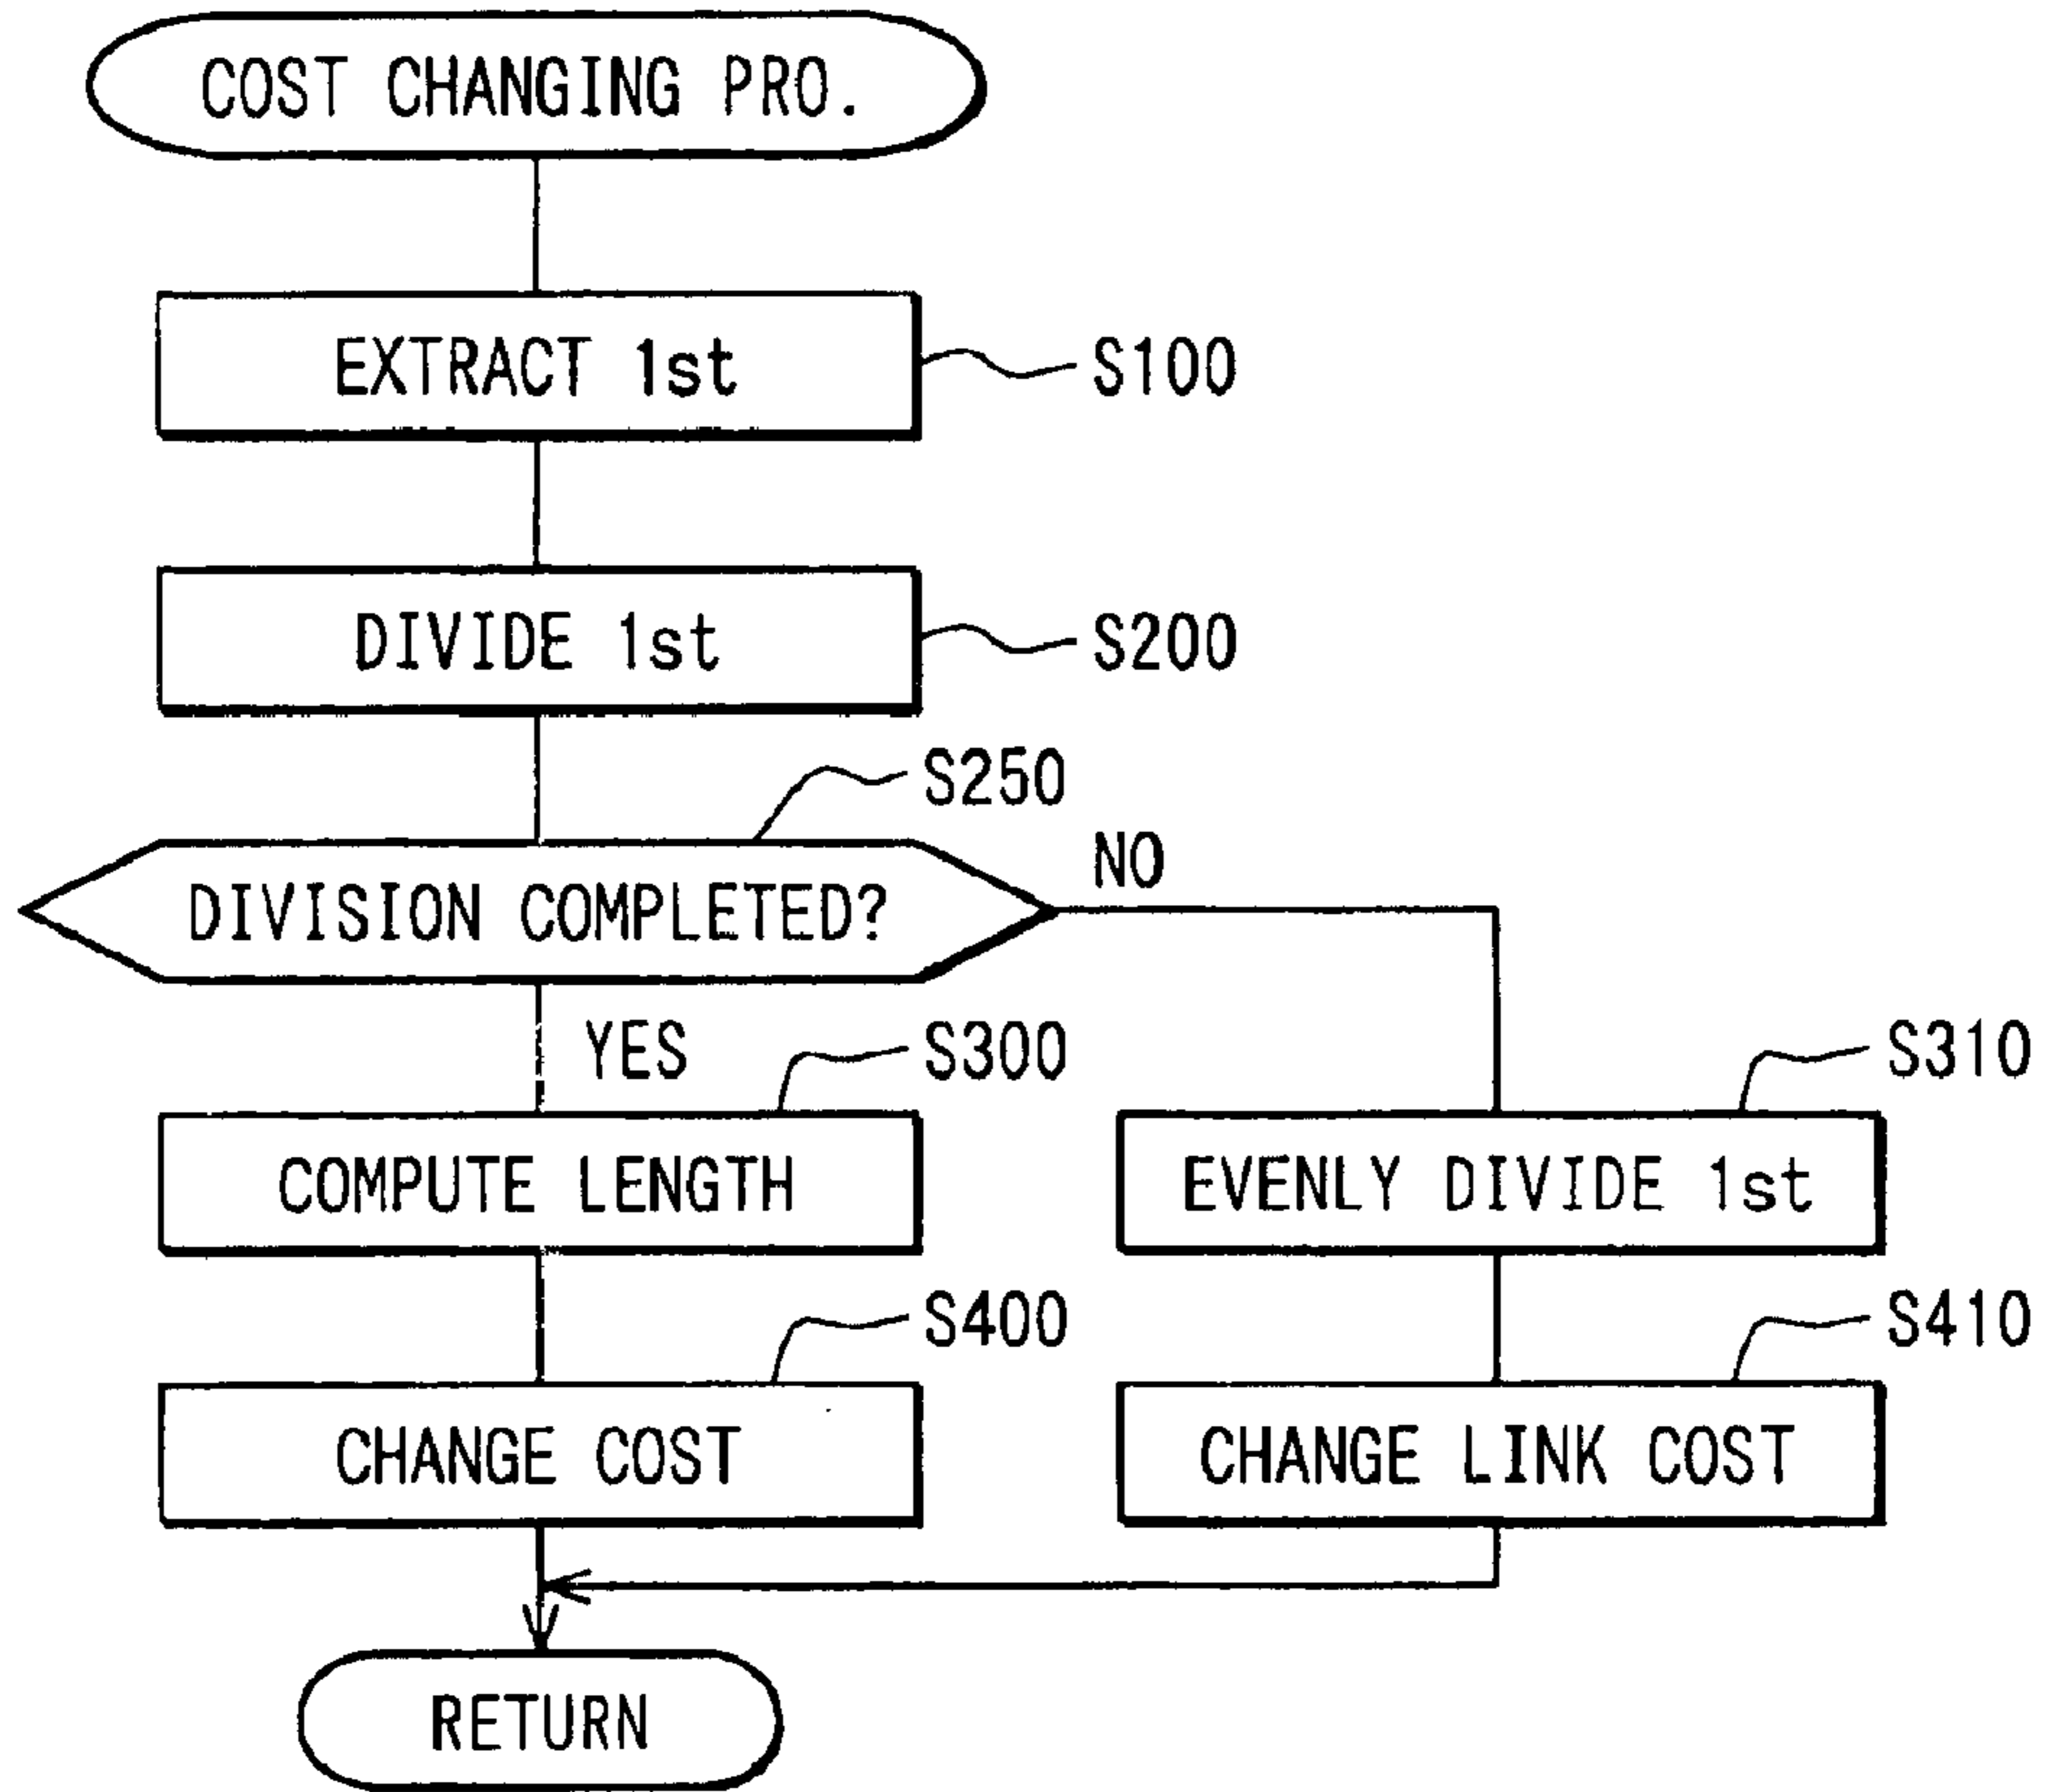 COST CHANGING PRO.
EXTRACT 1st
S100
DIVIDE 1st
S200
S250
DIVISION COMPLETED?
NO
YES
S300
S310
COMPUTE LENGTH
EVENLY DIVIDE 1st
S400
S410
CHANGE COST
CHANGE LINK COST
RETURN